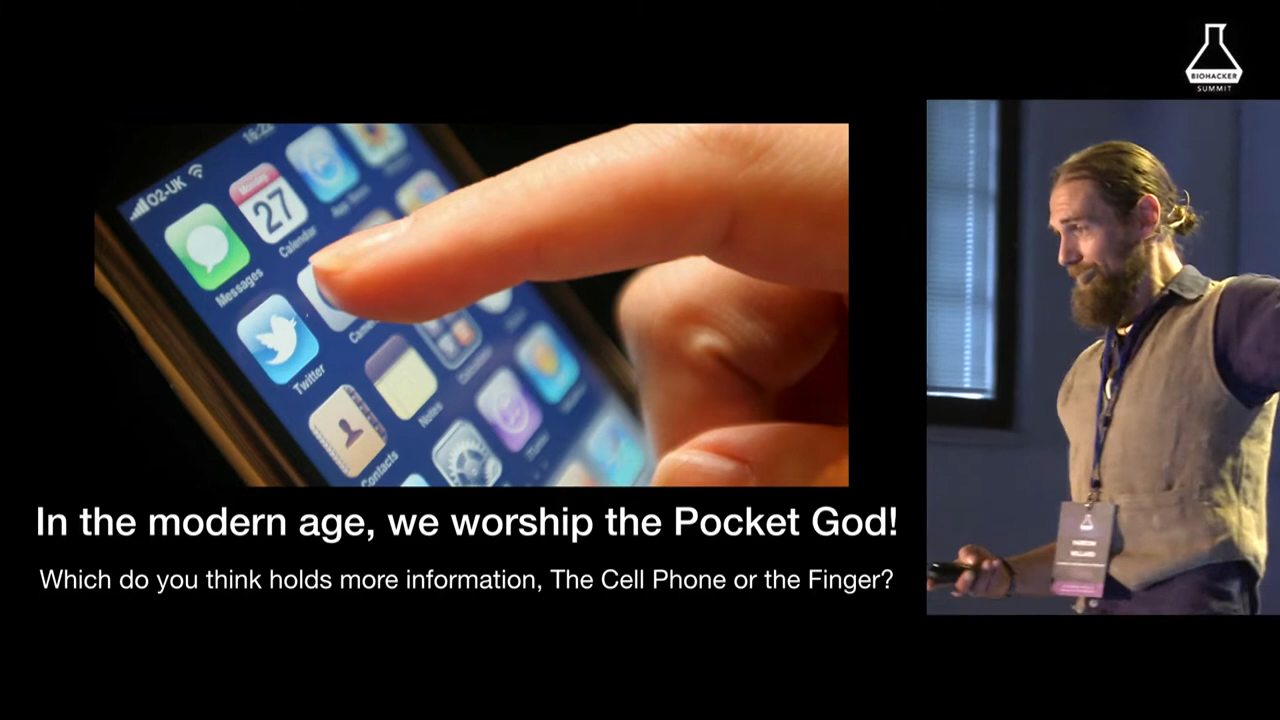 BIOHACKER
SUMMIT
16:22
O2-UK
Monday
27
Messages
Calendar
App Store
Twitter
Notes
Contacts
In the modern age, we worship the Pocket God!
Which do you think holds more information, The Cell Phone or the Finger?